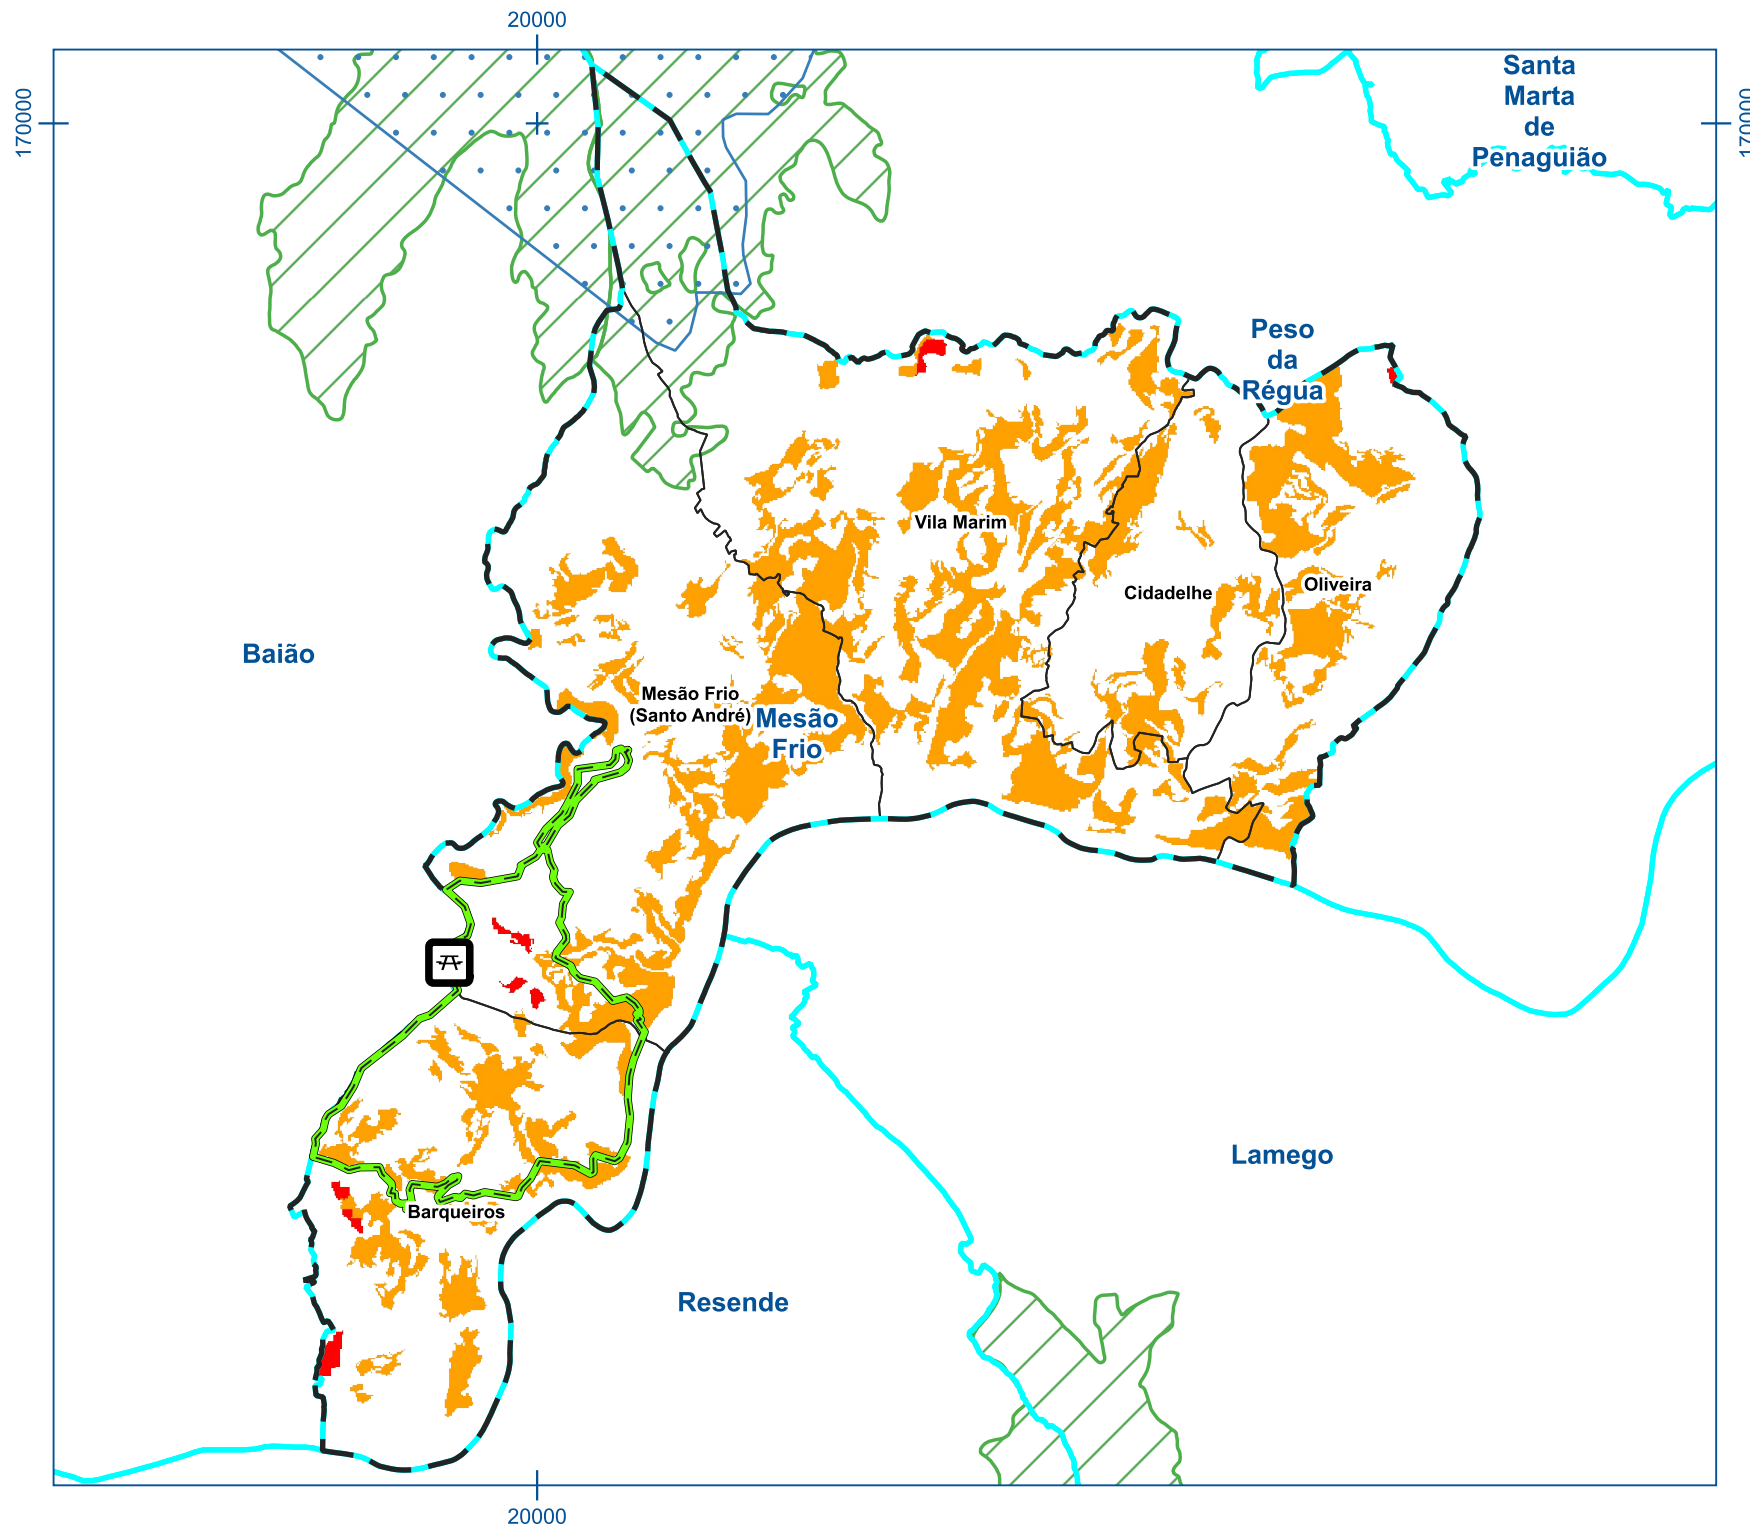 20000
170000
170000
Santa
Marta
de
Penaguião
Peso
da
Régua
Vila Marim
Cidadelhe
Oliveira
Baião
Mesão Frio
(Santo André)
Mesão
Frio
Lamego
Barqueiros
Resende
20000